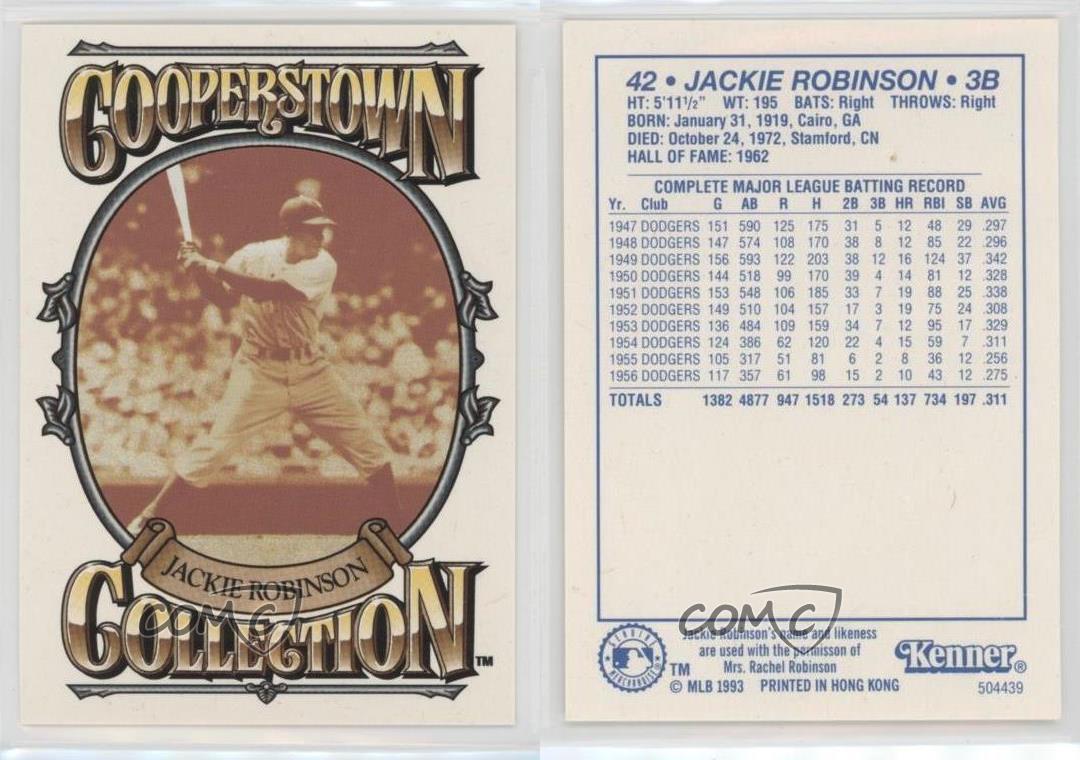 COOPERSTOWN
JACKIE ROBINSON
COLLECTION™
COMC
42 • JACKIE ROBINSON • 3B
HT: 5'11½" WT: 195 BATS: Right THROWS: Right
BORN: January 31, 1919, Cairo, GA
DIED: October 24, 1972, Stamford, CN
HALL OF FAME: 1962
COMPLETE MAJOR LEAGUE BATTING RECORD
Yr. Club G AB R H 2B 3B HR RBI SB AVG
1947 DODGERS 151 590 125 175 31 5 12 48 29 .297
1948 DODGERS 147 574 108 170 38 8 12 85 22 .296
1949 DODGERS 156 593 122 203 38 12 16 124 37 .342
1950 DODGERS 144 518 99 170 39 4 14 81 12 .328
1951 DODGERS 153 548 106 185 33 7 19 88 25 .338
1952 DODGERS 149 510 104 157 17 3 19 75 24 .308
1953 DODGERS 136 484 109 159 34 7 12 95 17 .329
1954 DODGERS 124 386 62 120 22 4 15 59 7 .311
1955 DODGERS 105 317 51 81 6 2 8 36 12 .256
1956 DODGERS 117 357 61 98 15 2 10 43 12 .275
TOTALS 1382 4877 947 1518 273 54 137 734 197 .311
COMC
Jackie Robinson's name and likeness
are used with the permisson of
Mrs. Rachel Robinson
GENUINE MERCHANDISE ™
© MLB 1993 PRINTED IN HONG KONG
Kenner®
504439